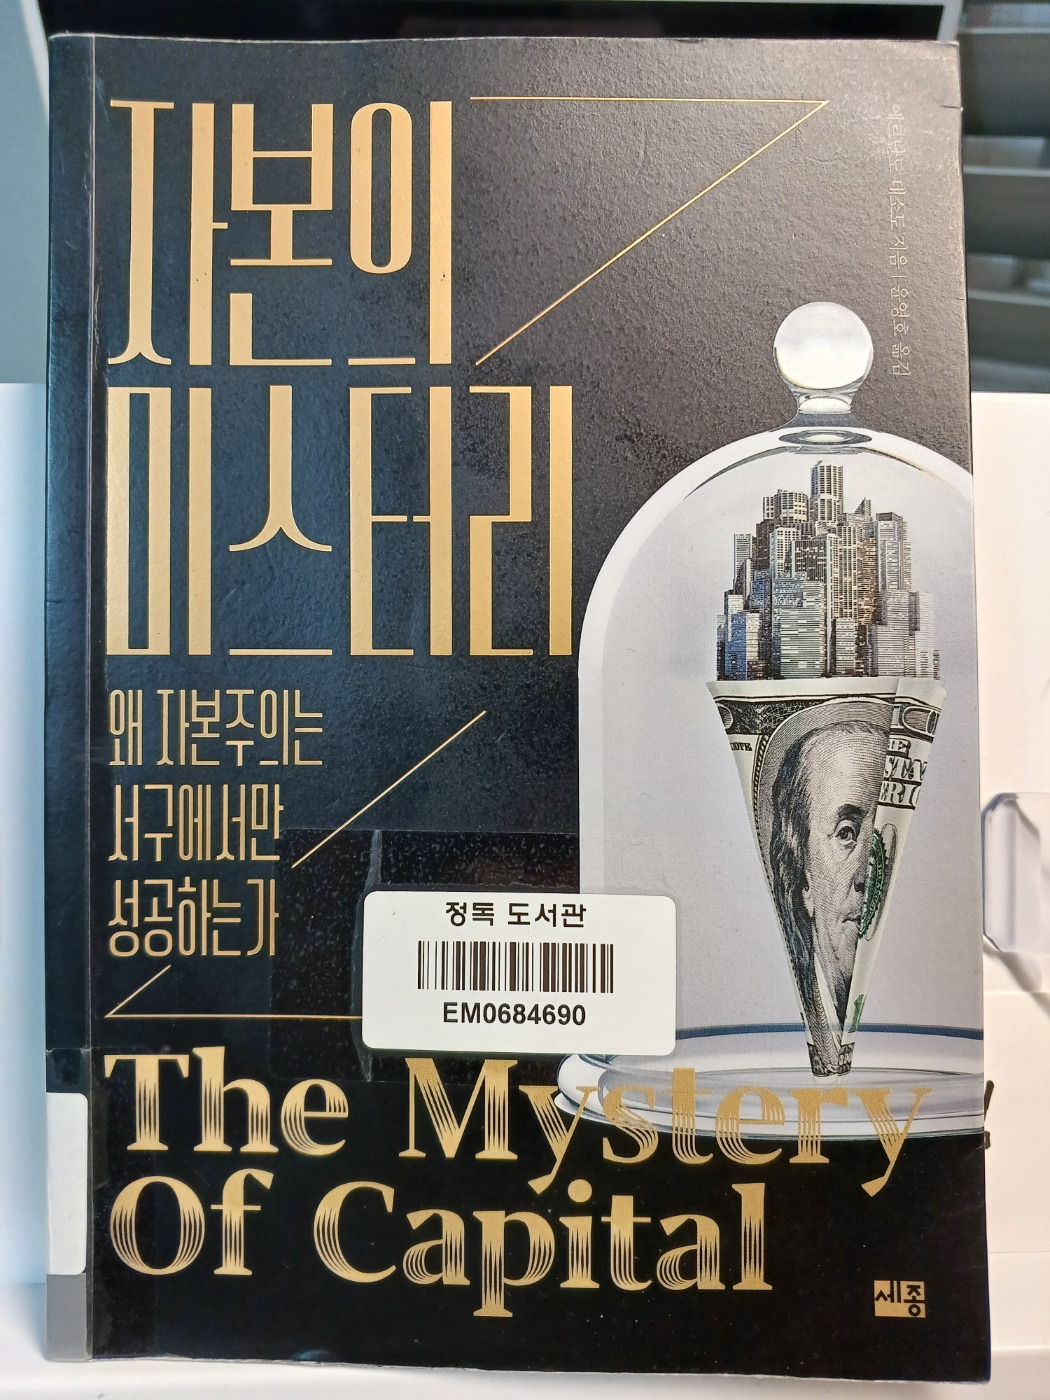 자본의
미스터리
에르난도 데소토 지음 | 윤영호 옮김
왜 자본주의는
서구에서만
성공하는가
정독 도서관
EM0684690
The Mystery
Of Capital
세종